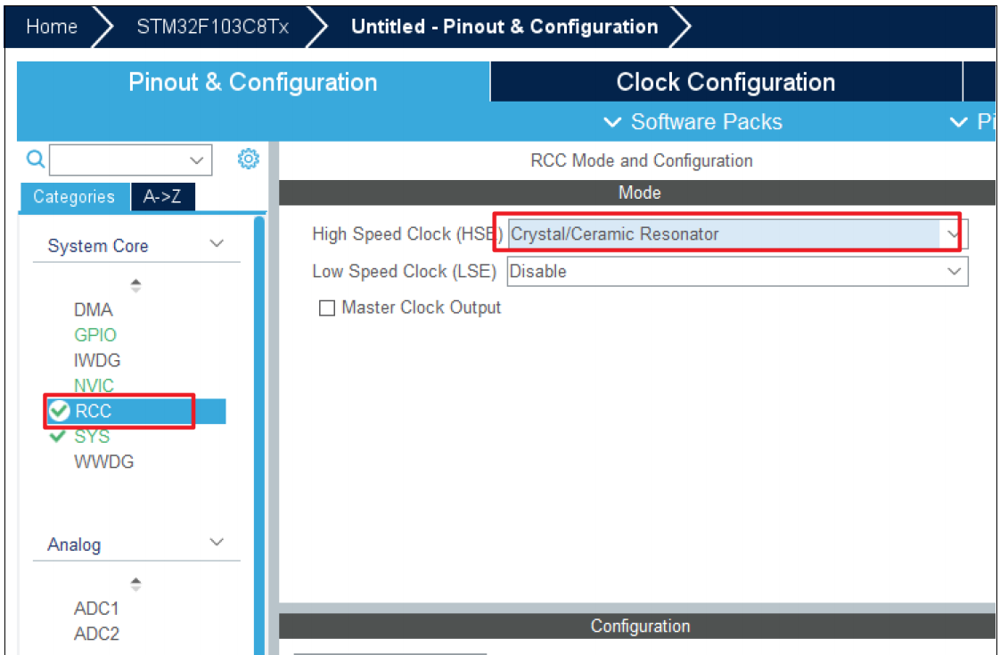 Home STM32F103C8Tx Untitled - Pinout & Configuration
Pinout & Configuration Clock Configuration
Software Packs Pi
Categories A->Z
RCC Mode and Configuration
Mode
System Core
DMA
GPIO
IWDG
NVIC
RCC
SYS
WWDG
Analog
ADC1
ADC2
High Speed Clock (HSE) Crystal/Ceramic Resonator
Low Speed Clock (LSE) Disable
Master Clock Output
Configuration